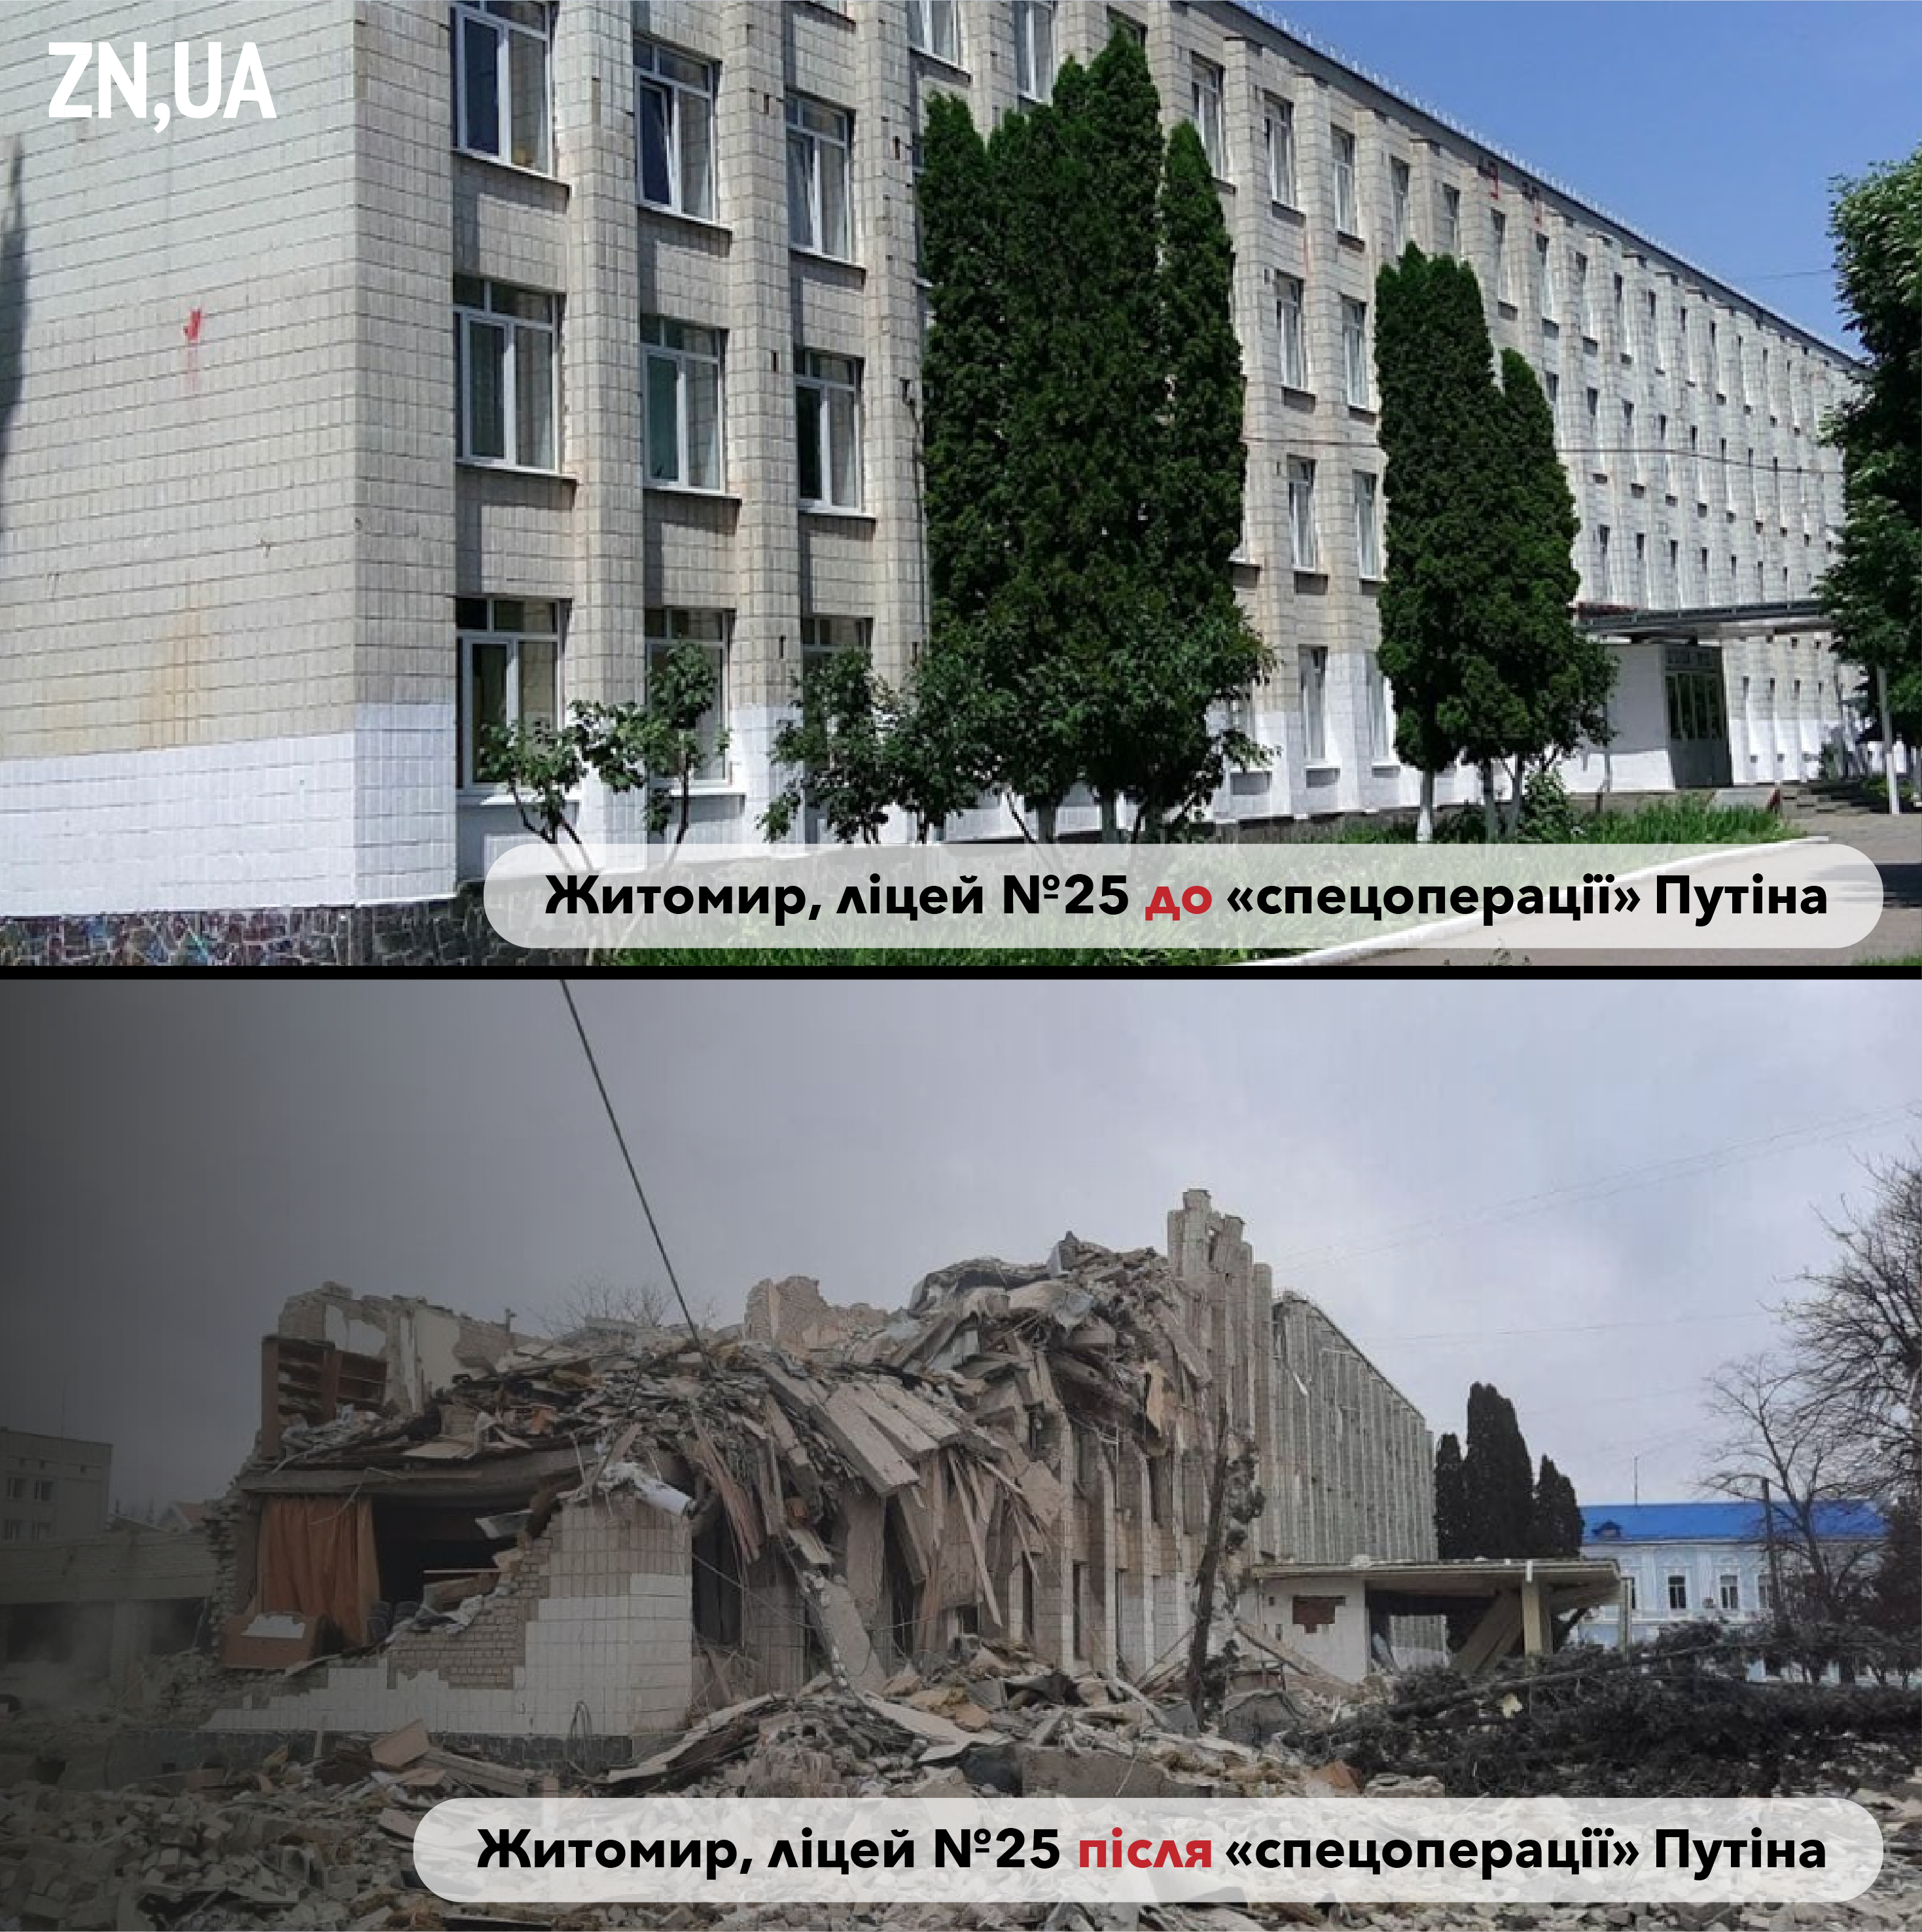 ZN,UA
Житомир, ліцей №25 до «спецоперації» Путіна
Житомир, ліцей №25 після «спецоперації» Путіна